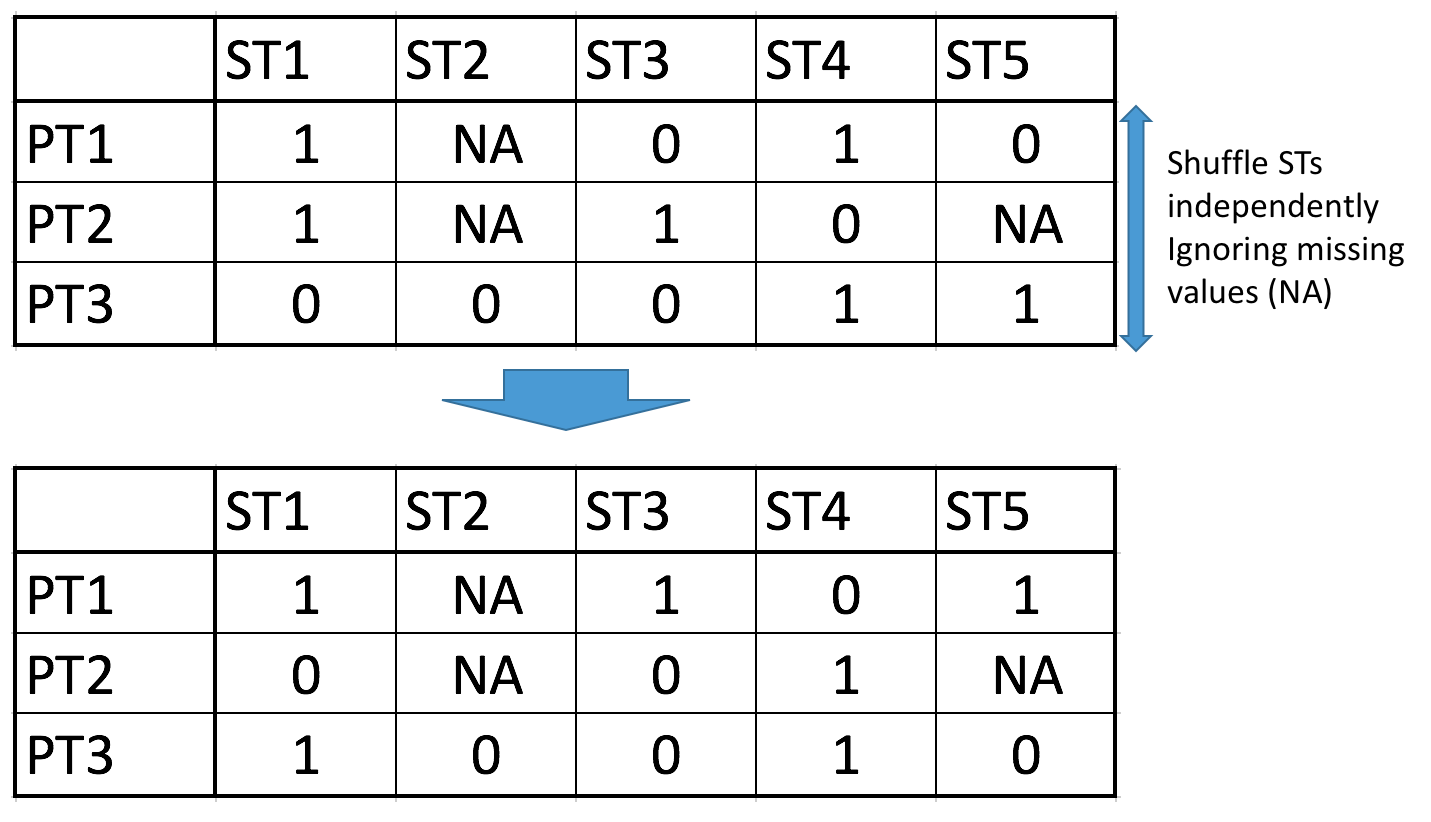 ST1 ST2 ST3 ST4 ST5
PT1 1 NA 0 1 0
PT2 1 NA 1 0 NA
PT3 0 0 0 1 1
Shuffle STs
independently
Ignoring missing
values (NA)
ST1 ST2 ST3 ST4 ST5
PT1 1 NA 1 0 1
PT2 0 NA 0 1 NA
PT3 1 0 0 1 0